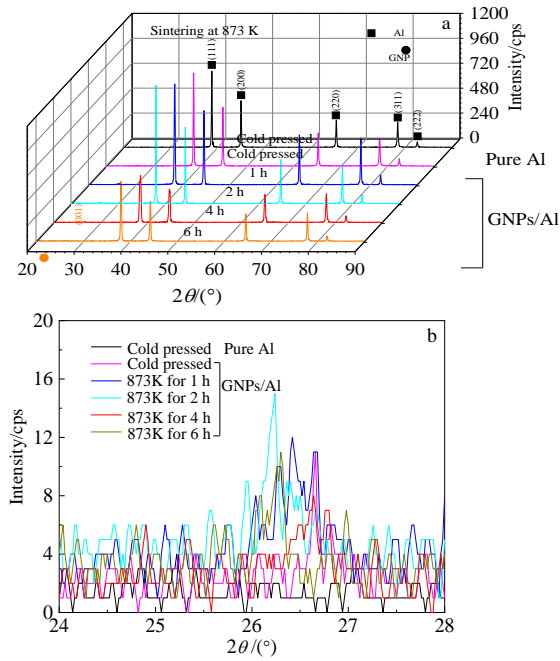 1200
a
Sintering at 873 K
Al
GNP
960
720
480
240
0
Intensity/cps
(111)
(200)
(220)
(311)
(222)
Cold pressed
Cold pressed
1 h
2 h
4 h
6 h
(001)
Pure Al
GNPs/Al
20 30 40 50 60 70 80 90
2θ/(°)
b
20
16
12
8
4
0
Intensity/cps
Cold pressed Pure Al
Cold pressed
GNPs/Al
873K for 1 h
873K for 2 h
873K for 4 h
873K for 6 h
24 25 26 27 28
2θ/(°)